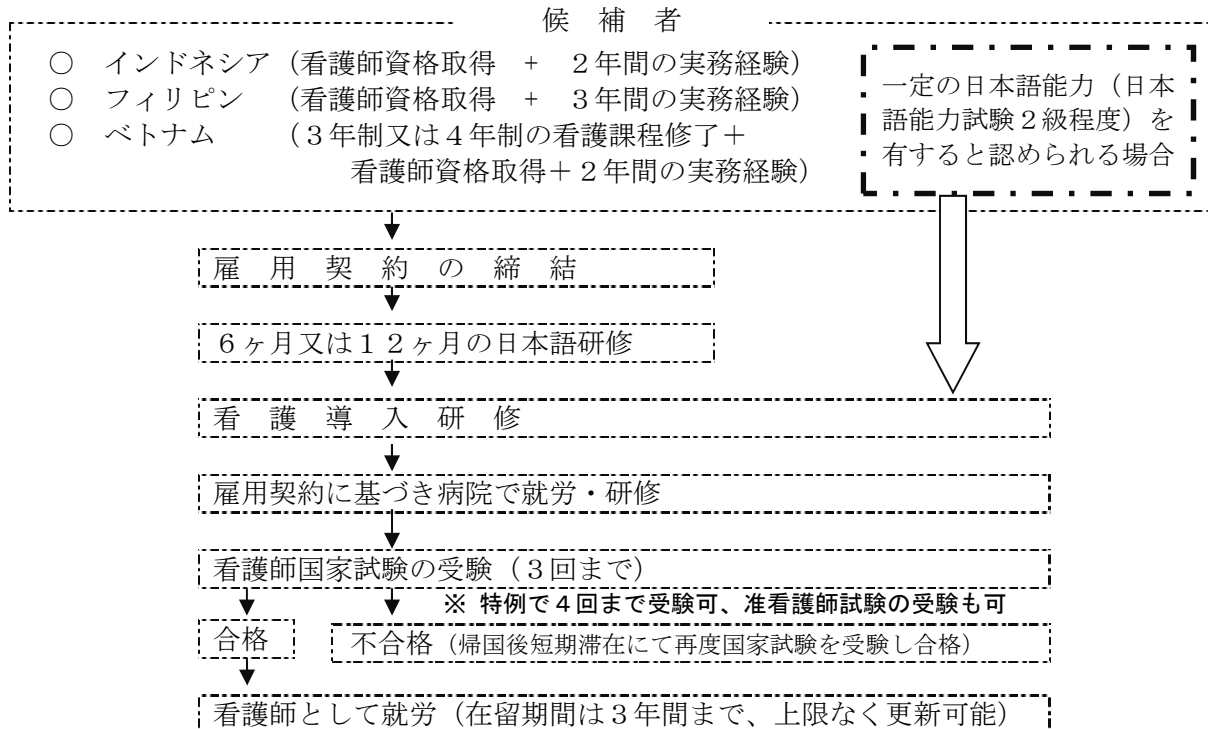 候　補　者
○　インドネシア（看護師資格取得　+　２年間の実務経験）
○　フィリピン　（看護師資格取得　+　３年間の実務経験）
○　ベトナム　　（３年制又は４年制の看護課程修了＋
看護師資格取得＋２年間の実務経験）
一定の日本語能力（日本
語能力試験２級程度）を
有すると認められる場合
雇　用　契　約　の　締　結
６ヶ月又は１２ヶ月の日本語研修
看　護　導　入　研　修
雇用契約に基づき病院で就労・研修
看護師国家試験の受験（３回まで）
※ 特例で４回まで受験可、准看護師試験の受験も可
合格
不合格（帰国後短期滞在にて再度国家試験を受験し合格）
看護師として就労（在留期間は３年間まで、上限なく更新可能）